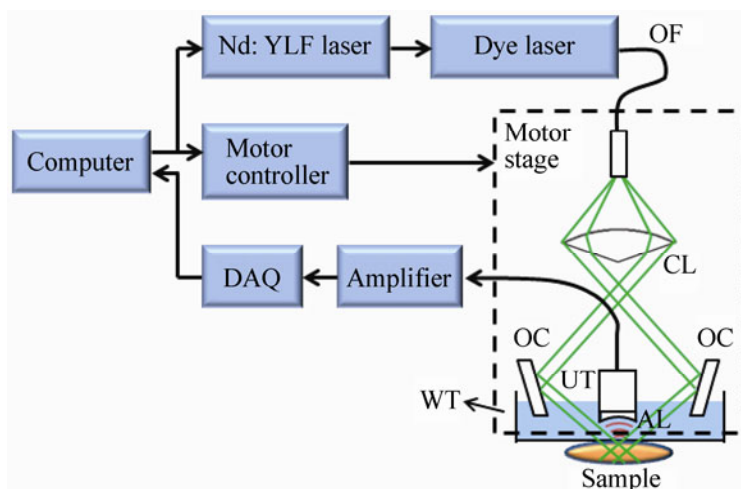 Nd: YLF laser
Dye laser
OF
Computer
Motor
controller
Motor
stage
CL
DAQ
Amplifier
OC
OC
UT
WT
AL
Sample